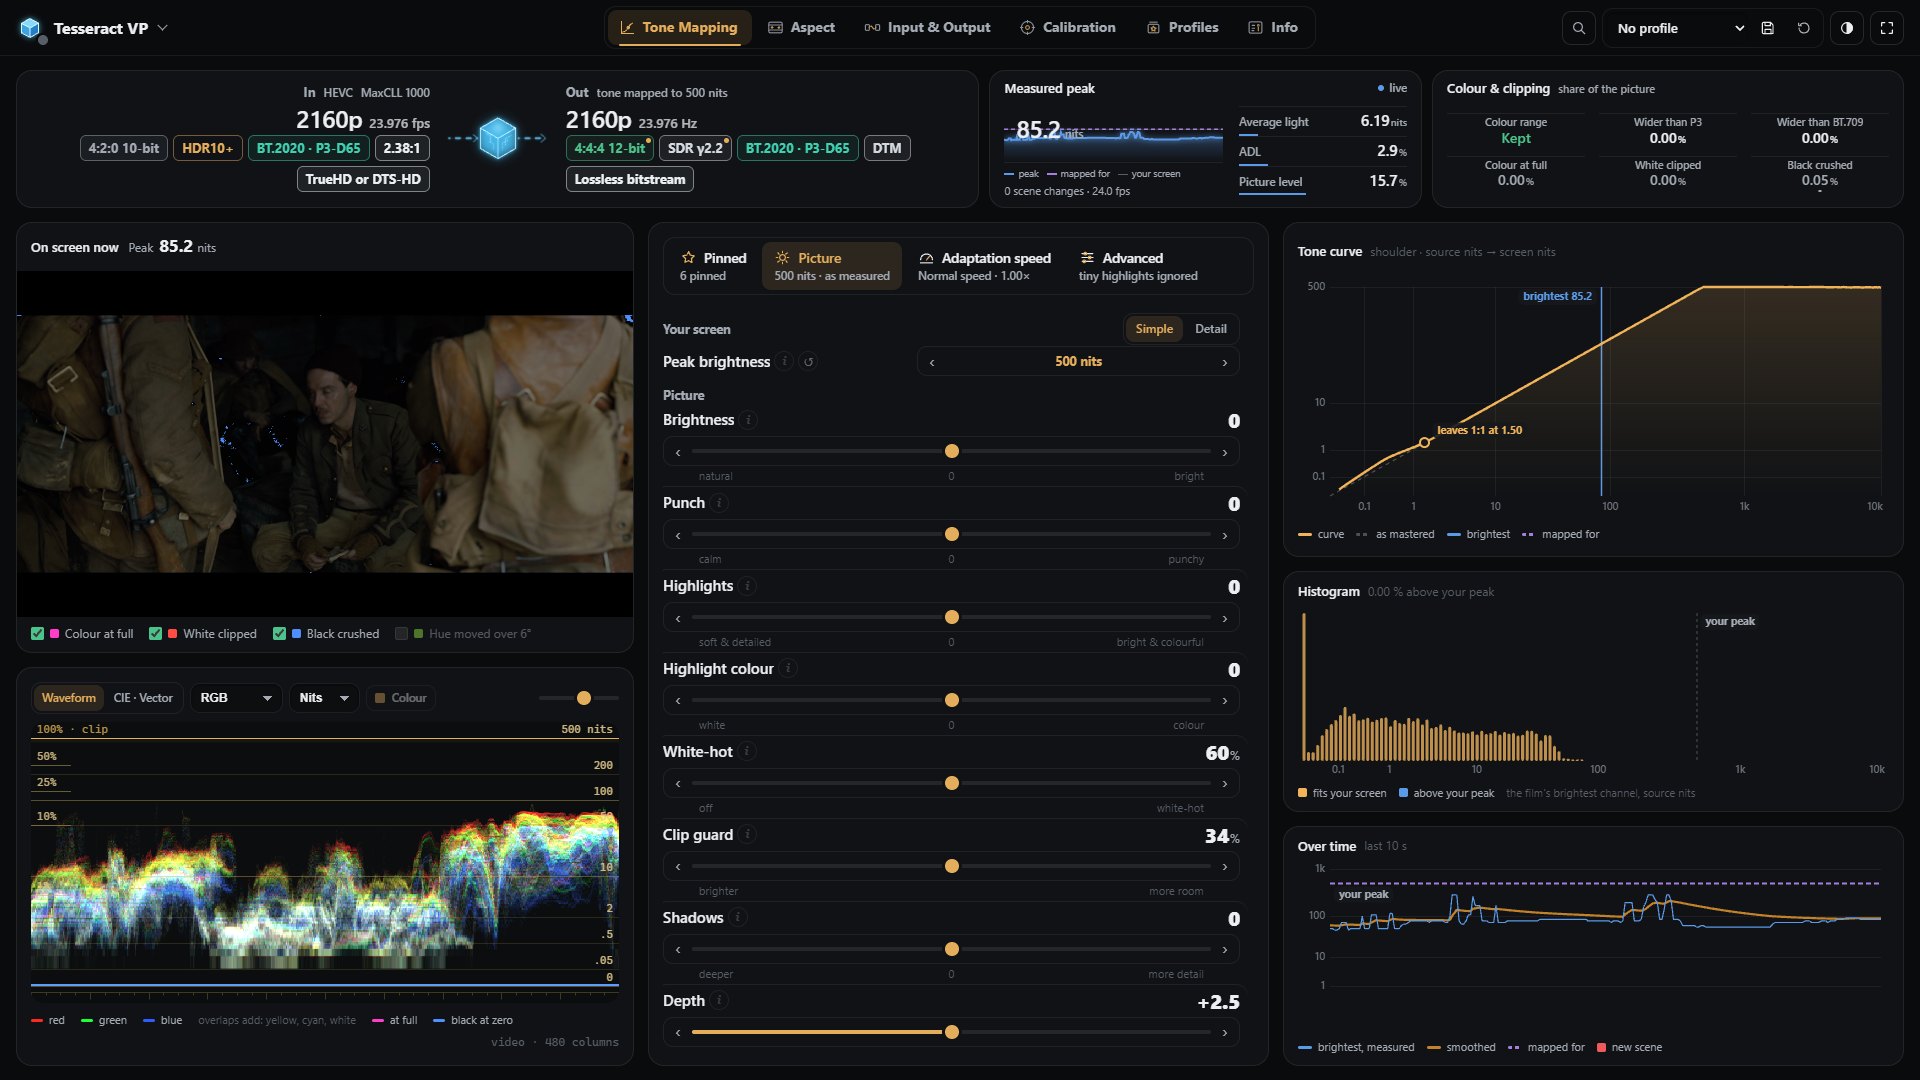 Tesseract VP
Tone Mapping
Aspect
Input & Output
Calibration
Profiles
Info
No profile
In HEVC MaxCLL 1000
2160p 23.976 fps
4:2:0 10-bit HDR10+ BT.2020 · P3-D65 2.38:1
TrueHD or DTS-HD
Out tone mapped to 500 nits
2160p 23.976 Hz
4:4:4 12-bit SDR γ2.2 BT.2020 · P3-D65 DTM
Lossless bitstream
Measured peak live
85.2 nits
peak mapped for your screen
0 scene changes · 24.0 fps
Average light 6.19 nits
ADL 2.9%
Picture level 15.7%
Colour & clipping share of the picture
Colour range Wider than P3 Wider than BT.709
Kept 0.00% 0.00%
Colour at full White clipped Black crushed
0.00% 0.00% 0.05%
On screen now Peak 85.2 nits
Colour at full White clipped Black crushed Hue moved over 6°
Waveform CIE · Vector RGB Nits Colour
100% · clip 500 nits
50%
200
25%
100
10%
10
2
.5
.05
0
red green blue overlaps add: yellow, cyan, white at full black at zero
video · 480 columns
Pinned
6 pinned
Picture
500 nits · as measured
Adaptation speed
Normal speed · 1.00×
Advanced
tiny highlights ignored
Your screen Simple Detail
Peak brightness 500 nits
Picture
Brightness 0
natural 0 bright
Punch 0
calm 0 punchy
Highlights 0
soft & detailed 0 bright & colourful
Highlight colour 0
white 0 colour
White-hot 60%
off white-hot
Clip guard 34%
brighter more room
Shadows 0
deeper 0 more detail
Depth +2.5
Tone curve shoulder · source nits → screen nits
500
brightest 85.2
10
leaves 1:1 at 1.50
1
0.1
0.1 1 10 100 1k 10k
curve as mastered brightest mapped for
Histogram 0.00 % above your peak
your peak
0.1 1 10 100 1k 10k
fits your screen above your peak the film's brightest channel, source nits
Over time last 10 s
1k
your peak
100
10
1
brightest, measured smoothed mapped for new scene